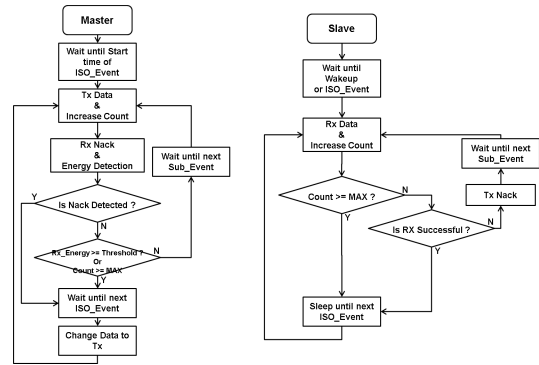 Master
Wait until Start
time of
ISO_Event
Tx Data
&
Increase Count
Rx Nack
&
Energy Detection
Wait until next
Sub_Event
Y
Is Nack Detected ?
N
Rx_Energy >= Threshold ?
Or
Count >= MAX
N
Y
Wait until next
ISO_Event
Change Data to
Tx
Slave
Wait until
Wakeup
or ISO_Event
Rx Data
&
Increase Count
Wait until next
Sub_Event
Tx Nack
Count >= MAX ?
N
Y
Is RX Successful ?
N
Y
Sleep until next
ISO_Event